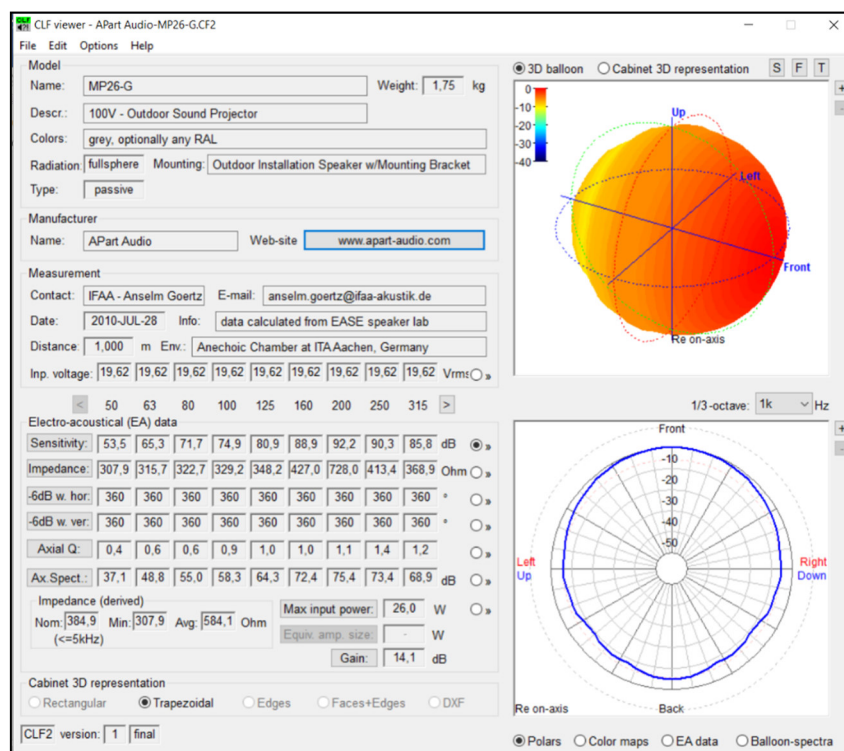 CLF viewer - APart Audio-MP26-G.CF2
File Edit Options Help
Model
Name: MP26-G Weight: 1,75 kg
Descr.: 100V - Outdoor Sound Projector
Colors: grey, optionally any RAL
Radiation: fullsphere Mounting: Outdoor Installation Speaker w/Mounting Bracket
Type: passive
Manufacturer
Name: APart Audio Web-site www.apart-audio.com
Measurement
Contact: IFAA - Anselm Goertz E-mail: anselm.goertz@ifaa-akustik.de
Date: 2010-JUL-28 Info: data calculated from EASE speaker lab
Distance: 1,000 m Env.: Anechoic Chamber at ITA Aachen, Germany
Inp. voltage: 19,62 19,62 19,62 19,62 19,62 19,62 19,62 19,62 19,62 Vrms »
< 50 63 80 100 125 160 200 250 315 >
Electro-acoustical (EA) data
Sensitivity: 53,5 65,3 71,7 74,9 80,9 88,9 92,2 90,3 85,8 dB »
Impedance: 307,9 315,7 322,7 329,2 348,2 427,0 728,0 413,4 368,9 Ohm »
-6dB w. hor: 360 360 360 360 360 360 360 360 360 ° »
-6dB w. ver: 360 360 360 360 360 360 360 360 360 ° »
Axial Q: 0,4 0,6 0,6 0,9 1,0 1,0 1,1 1,4 1,2 »
Ax.Spect.: 37,1 48,8 55,0 58,3 64,3 72,4 75,4 73,4 68,9 dB »
Impedance (derived)
Nom: 384,9 Min: 307,9 Avg: 584,1 Ohm
(<=5kHz)
Max input power: 26,0 W »
Equiv. amp. size: - W
Gain: 14,1 dB
Cabinet 3D representation
Rectangular Trapezoidal Edges Faces+Edges DXF
CLF2 version: 1 final
3D balloon Cabinet 3D representation S F T
+
-
0
-10
-20
-30
-40
Up
Left
Front
Re on-axis
1/3-octave: 1k Hz
+
-
Front
-10
-20
-30
-40
-50
Left Right
Up Down
Re on-axis Back
Polars Color maps EA data Balloon-spectra